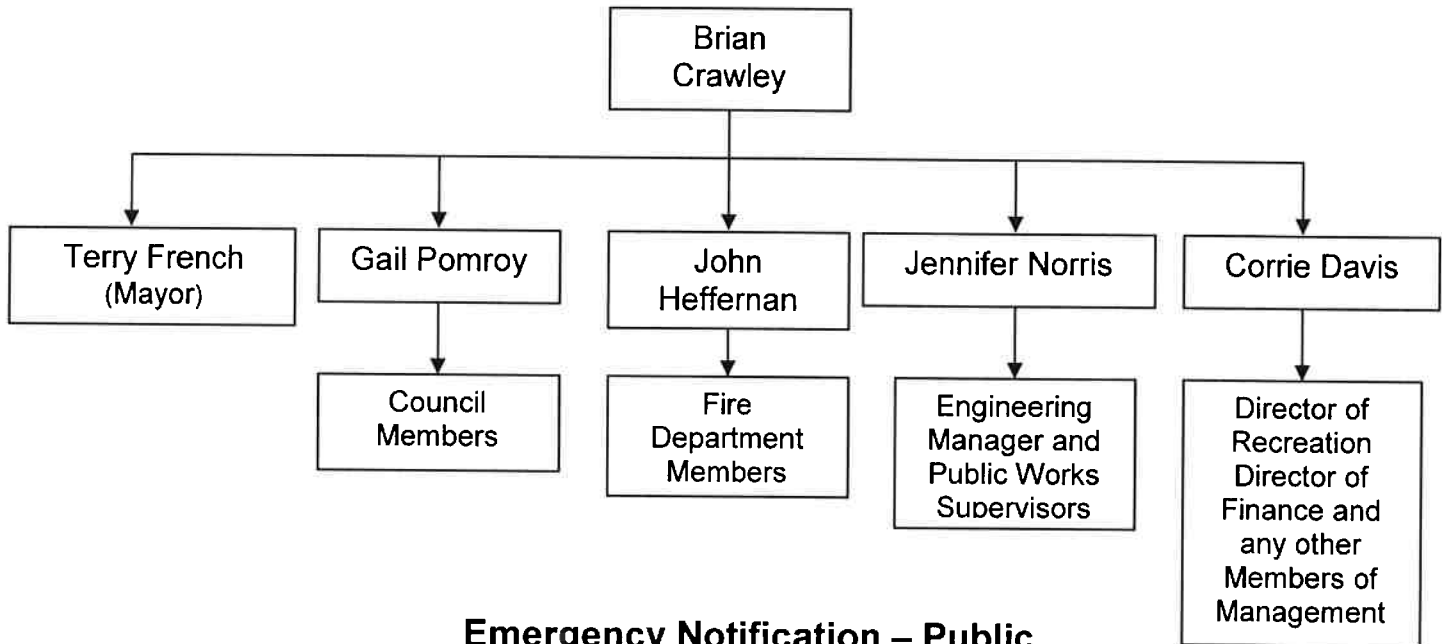 Brian
Crawley
Terry French
(Mayor)
Gail Pomroy
John
Heffernan
Jennifer Norris
Corrie Davis
Council
Members
Fire
Department
Members
Engineering
Manager and
Public Works
Supervisors
Director of
Recreation
Director of
Finance and
any other
Members of
Management
Emergency Notification – Public